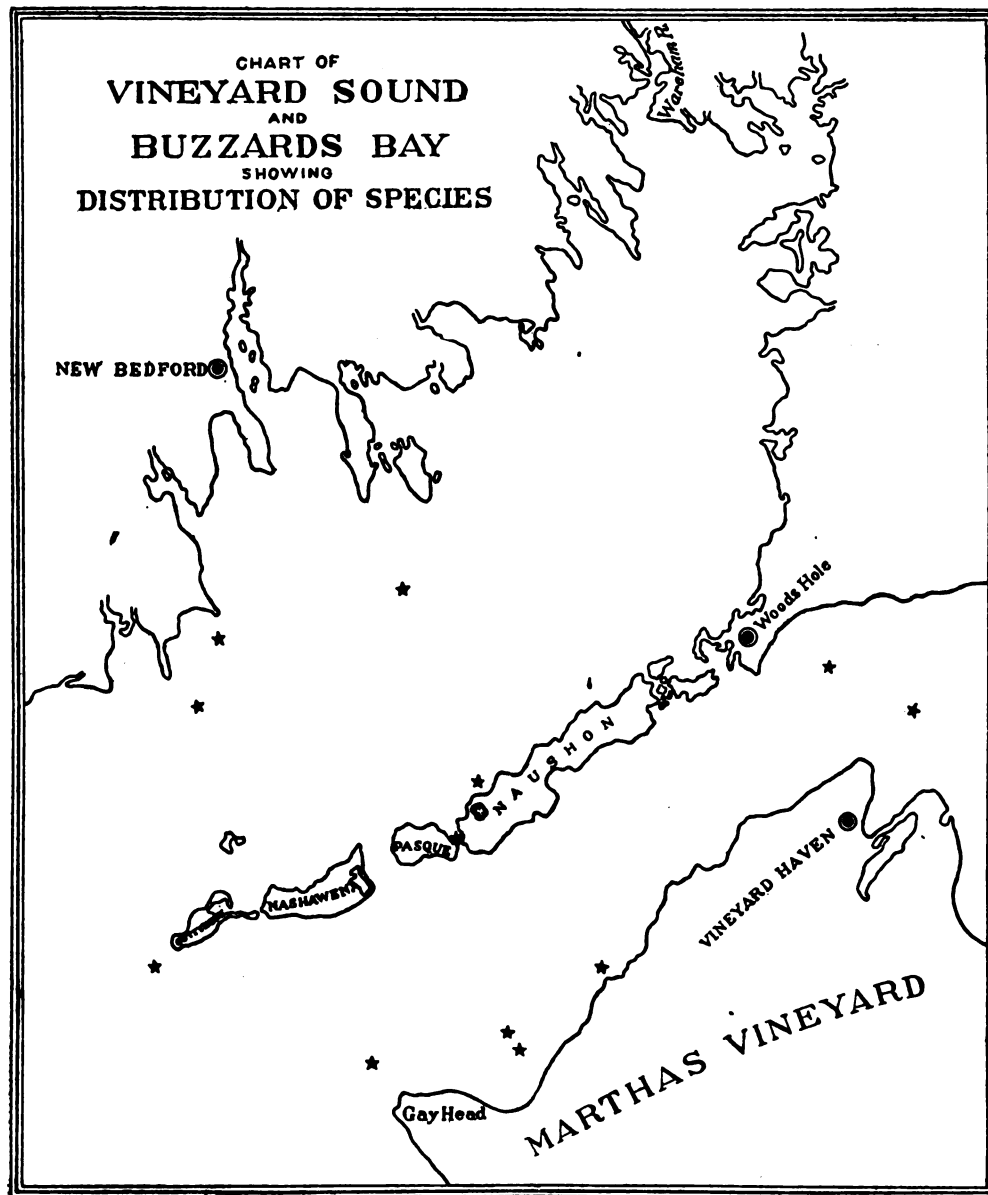 CHART OF
VINEYARD SOUND
AND
BUZZARDS BAY
SHOWING
DISTRIBUTION OF SPECIES
Wareham R.
NEW BEDFORD
Woods Hole
NAUSHON
PASQUE
NASHAWENA
VINEYARD HAVEN
MARTHAS VINEYARD
Gay Head